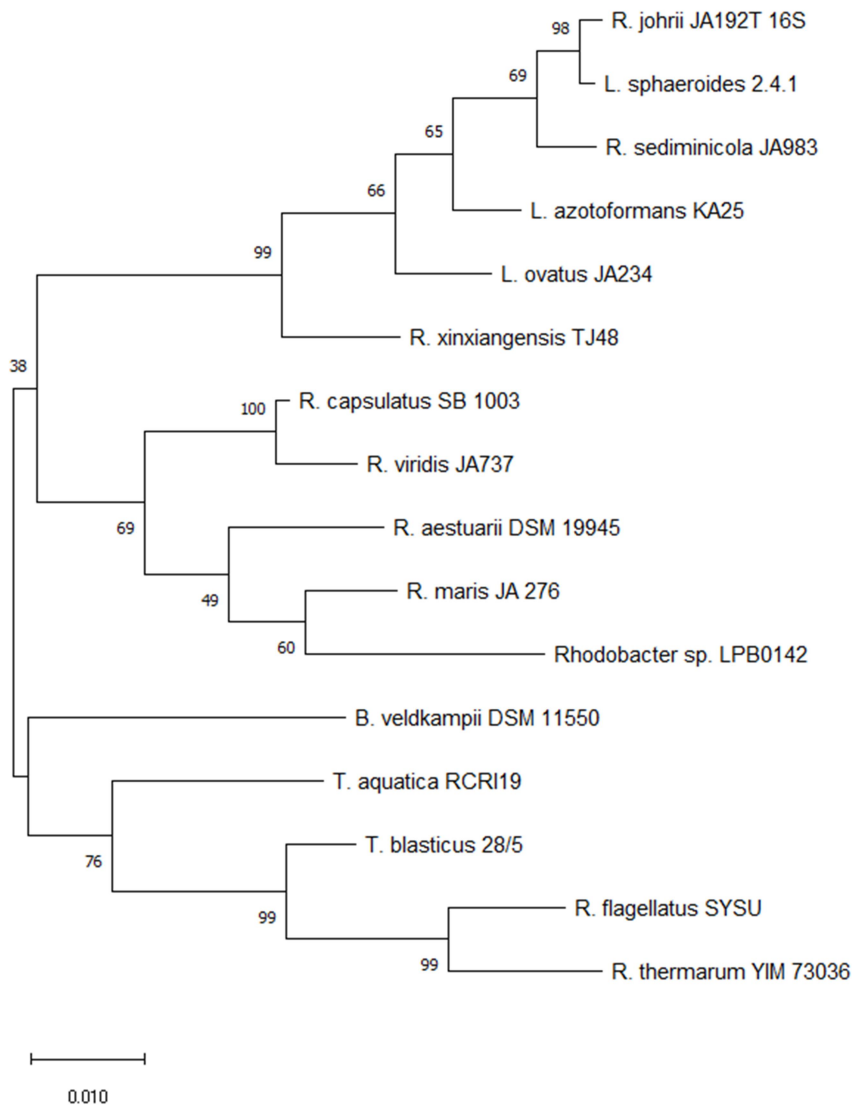 98
R. johrii JA192T 16S
69
L. sphaeroides 2.4.1
65
R. sediminicola JA983
66
L. azotoformans KA25
99
L. ovatus JA234
R. xinxiangensis TJ48
38
100
R. capsulatus SB 1003
R. viridis JA737
69
R. aestuarii DSM 19945
49
R. maris JA 276
60
Rhodobacter sp. LPB0142
B. veldkampii DSM 11550
T. aquatica RCRI19
76
T. blasticus 28/5
99
R. flagellatus SYSU
99
R. thermarum YIM 73036
0.010